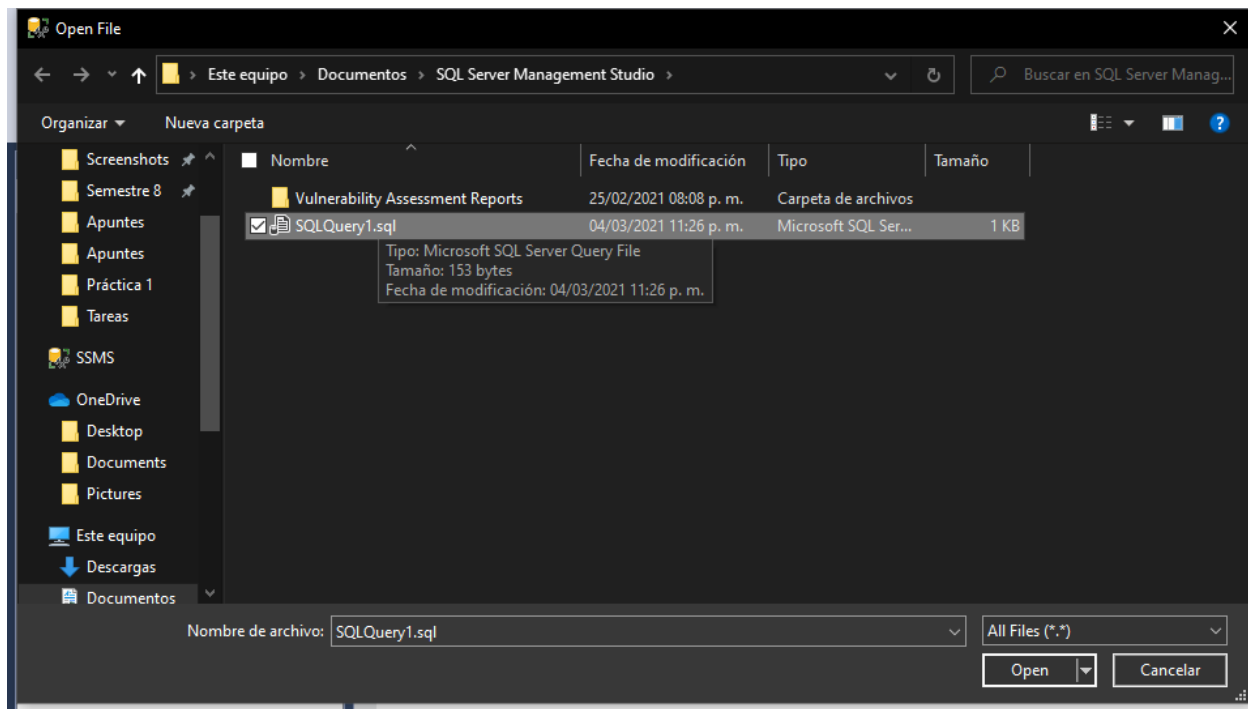 Open File
Este equipo > Documentos > SQL Server Management Studio >
Buscar en SQL Server Manag...
Organizar Nueva carpeta
?
Screenshots
Semestre 8
Apuntes
Apuntes
Práctica 1
Tareas
SSMS
OneDrive
Desktop
Documents
Pictures
Este equipo
Descargas
Documentos
Nombre Fecha de modificación Tipo Tamaño
Vulnerability Assessment Reports 25/02/2021 08:08 p. m. Carpeta de archivos
SQLQuery1.sql 04/03/2021 11:26 p. m. Microsoft SQL Ser... 1 KB
Tipo: Microsoft SQL Server Query File
Tamaño: 153 bytes
Fecha de modificación: 04/03/2021 11:26 p. m.
Nombre de archivo: SQLQuery1.sql All Files (*.*)
Open Cancelar